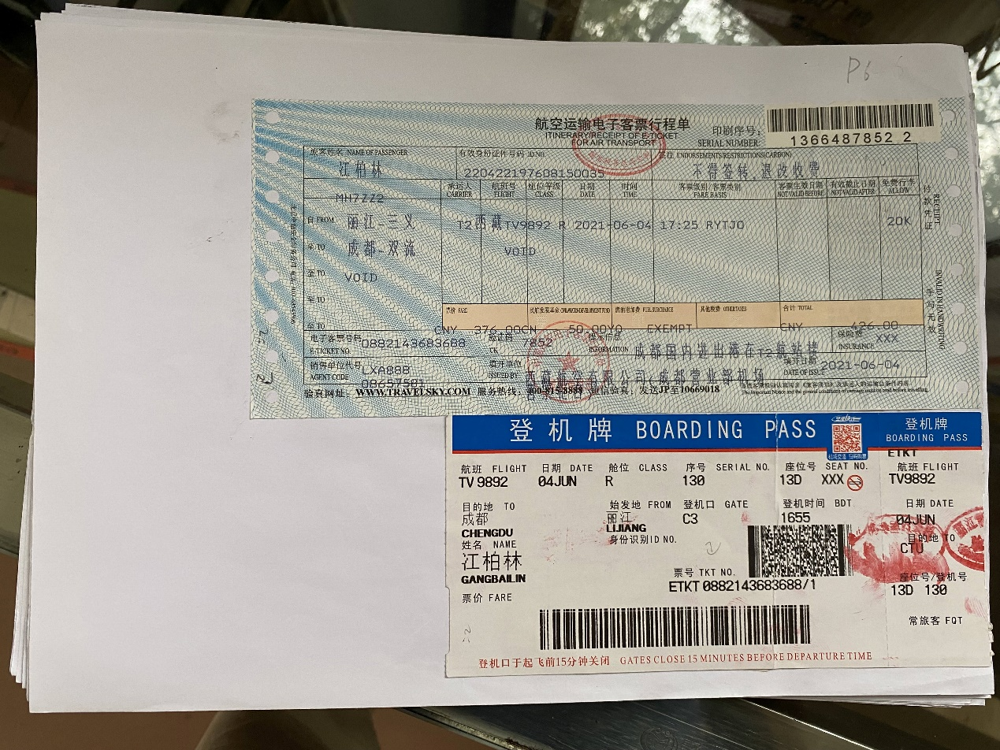 P6
航空运输电子客票行程单
ITINERARY/RECEIPT OF E-TICKET
FOR AIR TRANSPORT
印刷序号:
SERIAL NUMBER:
1366487852 2
旅客姓名 NAME OF PASSENGER
江柏林
有效身份证件号码 ID.NO.
220422197608150035
签注 ENDORSEMENTS/RESTRICTIONS(CARBON)
不得签转,退改收费
MH7ZZ2
承运人 CARRIER
航班号 FLIGHT
座位等级 CLASS
日期 DATE
时间 TIME
客票级别/客票类别 FARE BASIS
客票生效日期 NOT VALID BEFORE
有效截止日期 NOT VALID AFTER
免费行李 ALLOW
自 FROM 丽江-三义 T2 西藏 TV9892 R 2021-06-04 17:25 RYTJO 20K
至 TO 成都-双流 VOID
至 TO VOID
至 TO
至 TO
票价 FARE
民航发展基金 CIVIL AVIATION DEVELOPMENT FUND
燃油附加费 FUEL SURCHARGE
其他税费 OTHER TAXES
合计 TOTAL
CNY 376.00 CN 50.00 YQ EXEMPT CNY 426.00
电子客票号码 E-TICKET NO. 0882143683688
验证码 CK 7052
提示信息 INFORMATION 成都国内进出港在T2航站楼
保险费 INSURANCE XXX
销售单位代号 AGENT CODE LXA888
08657581
填开单位 ISSUED BY 西藏航空有限公司\成都营业部机场
填开日期 DATE OF ISSUE 2021-06-04
验真网址: WWW.TRAVELSKY.COM 服务热线: 400-815-8888 短信验真: 发送JP至10669018
The Important Notice and the general conditions of carriage must be read before travelling.
付款凭证 RECEIPT
手写无效 INVALID IN HANDWRITING
登机牌 BOARDING PASS
登机牌
BOARDING PASS
ETKT
航班 FLIGHT 日期 DATE 舱位 CLASS 序号 SERIAL NO. 座位号 SEAT NO. 航班 FLIGHT
TV 9892 04JUN R 130 13D XXX TV9892
目的地 TO 始发地 FROM 登机口 GATE 登机时间 BDT. 日期 DATE
成都 丽江 C3 1655 04JUN
CHENGDU LIJIANG 目的地 TO
姓名 NAME 身份识别 ID NO. CTU
江柏林
GANGBAILIN
票号 TKT NO. 座位号/登机号
ETKT 0882143683688/1 13D 130
票价 FARE
常旅客 FQT
登机口于起飞前15分钟关闭 GATES CLOSE 15 MINUTES BEFORE DEPARTURE TIME